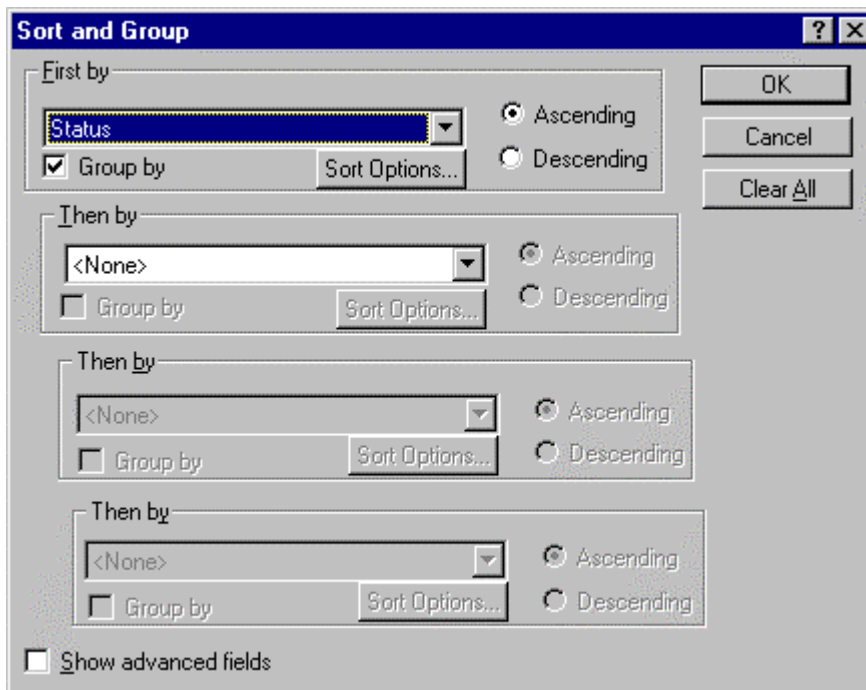 Sort and Group
First by
Status
Ascending
Group by
Sort Options...
Descending
OK
Cancel
Clear All
Then by
<None>
Ascending
Group by
Sort Options...
Descending
Then by
<None>
Ascending
Group by
Sort Options...
Descending
Then by
<None>
Ascending
Group by
Sort Options...
Descending
Show advanced fields